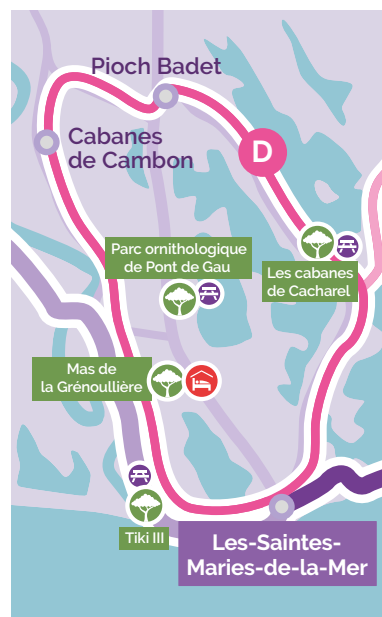 Pioch Badet
Cabanes
de Cambon
D
Parc ornithologique
de Pont de Gau
Les cabanes
de Cacharel
Mas de
la Grénoullière
Tiki III
Les-Saintes-
Maries-de-la-Mer